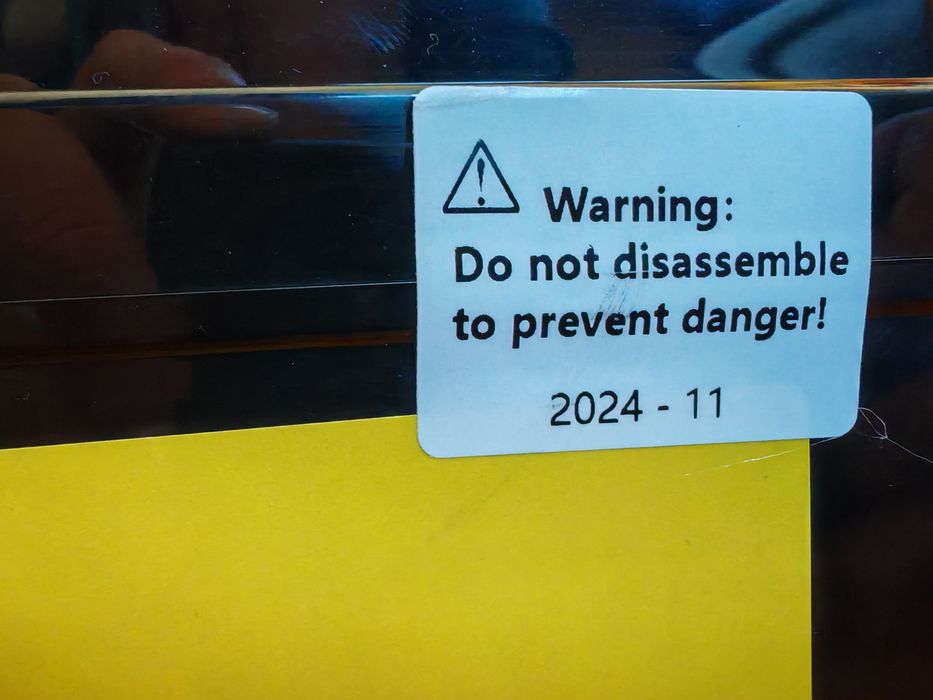 Warning:
Do not disassemble
to prevent danger!
2024 - 11